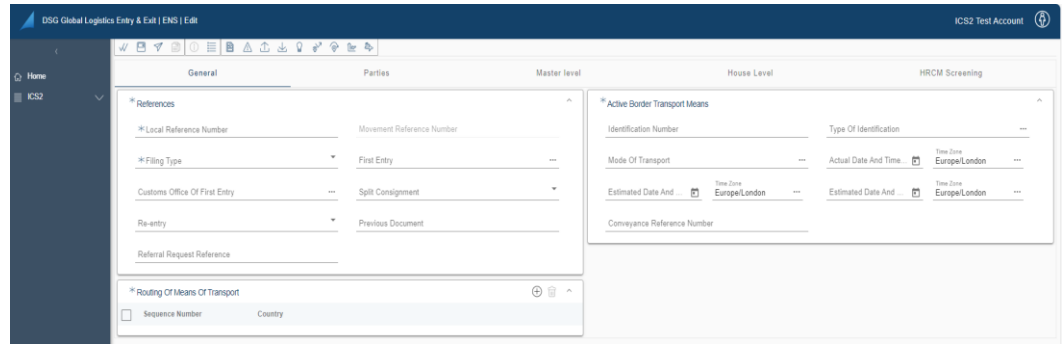 DSG Global Logistics Entry & Exit | ENS | Edit
ICS2 Test Account
Home
ICS2
General
Parties
Master level
House Level
HRCM Screening
*References
*Local Reference Number
Movement Reference Number
*Filing Type
First Entry
Customs Office Of First Entry
Split Consignment
Re-entry
Previous Document
Referral Request Reference
*Active Border Transport Means
Identification Number
Type Of Identification
Mode Of Transport
Actual Date And Time...
Time Zone
Europe/London
Estimated Date And ...
Time Zone
Europe/London
Estimated Date And ...
Time Zone
Europe/London
Conveyance Reference Number
*Routing Of Means Of Transport
Sequence Number
Country